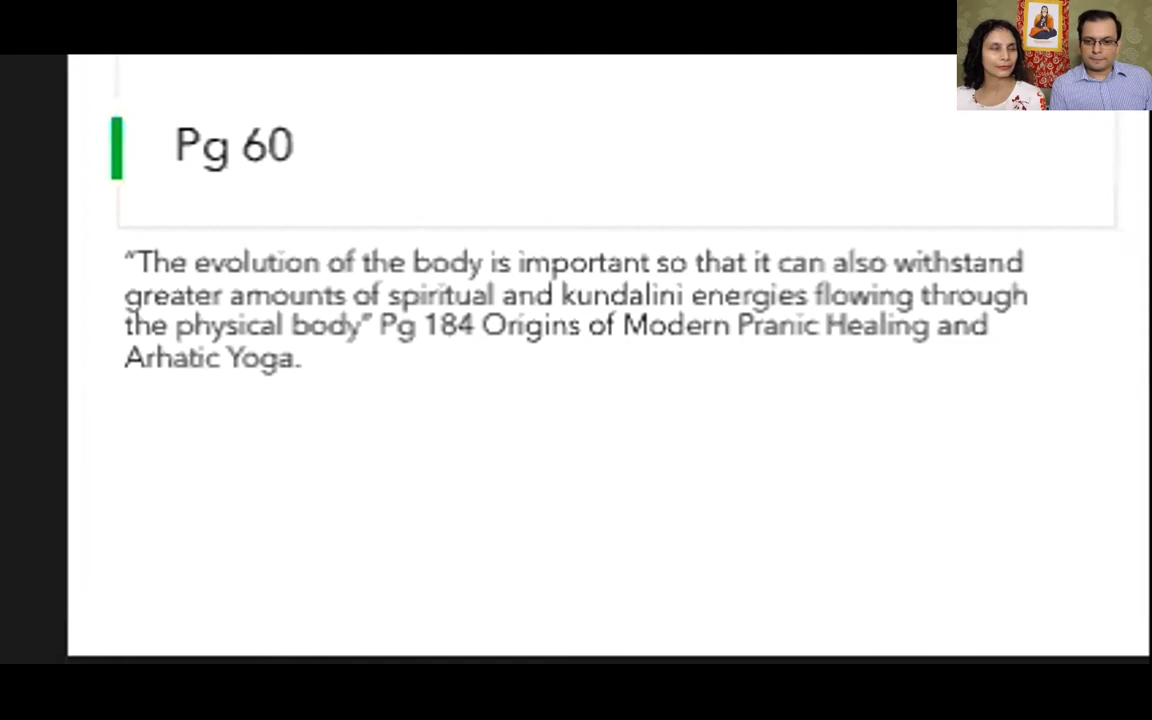 Pg 60
“The evolution of the body is important so that it can also withstand
greater amounts of spiritual and kundalini energies flowing through
the physical body” Pg 184 Origins of Modern Pranic Healing and
Arhatic Yoga.